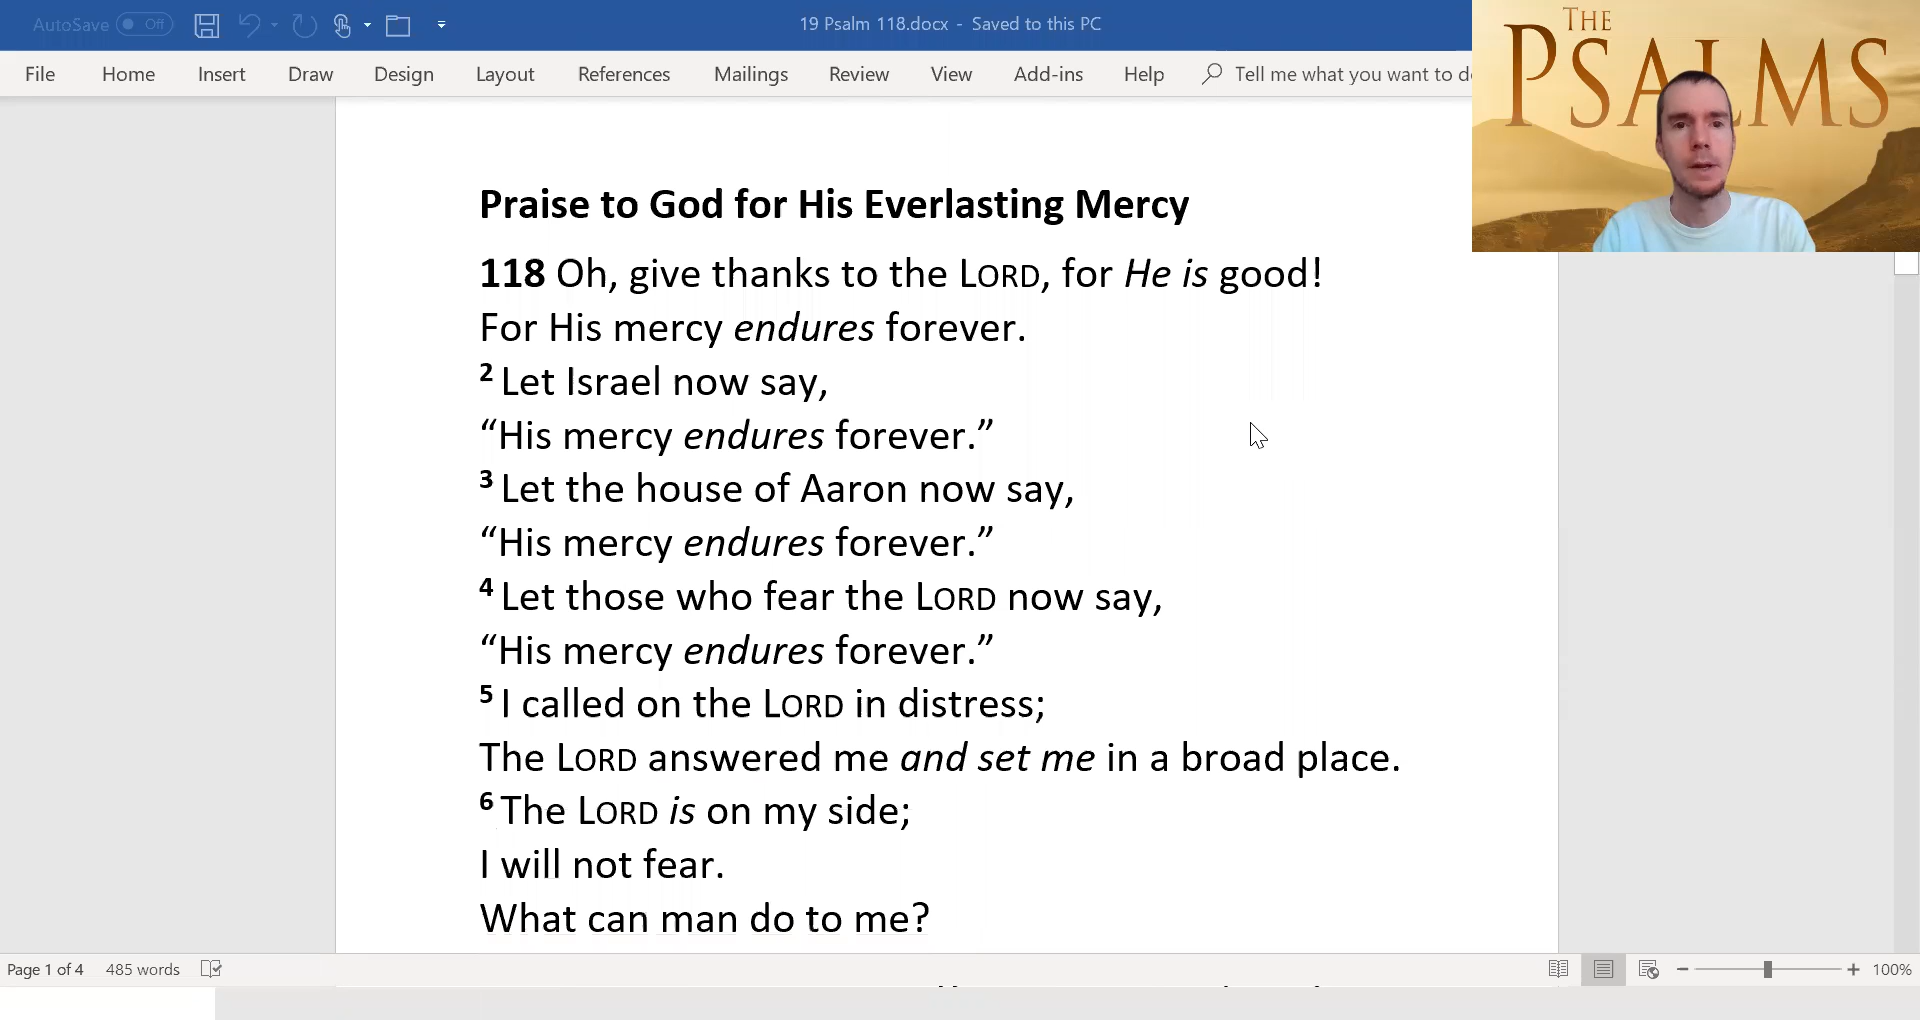 AutoSave Off
19 Psalm 118.docx - Saved to this PC
File Home Insert Draw Design Layout References Mailings Review View Add-ins Help Tell me what you want to
THE
PSALMS
Praise to God for His Everlasting Mercy
118 Oh, give thanks to the LORD, for He is good!
For His mercy endures forever.
2 Let Israel now say,
“His mercy endures forever.”
3 Let the house of Aaron now say,
“His mercy endures forever.”
4 Let those who fear the LORD now say,
“His mercy endures forever.”
5 I called on the LORD in distress;
The LORD answered me and set me in a broad place.
6 The LORD is on my side;
I will not fear.
What can man do to me?
Page 1 of 4 485 words 100%